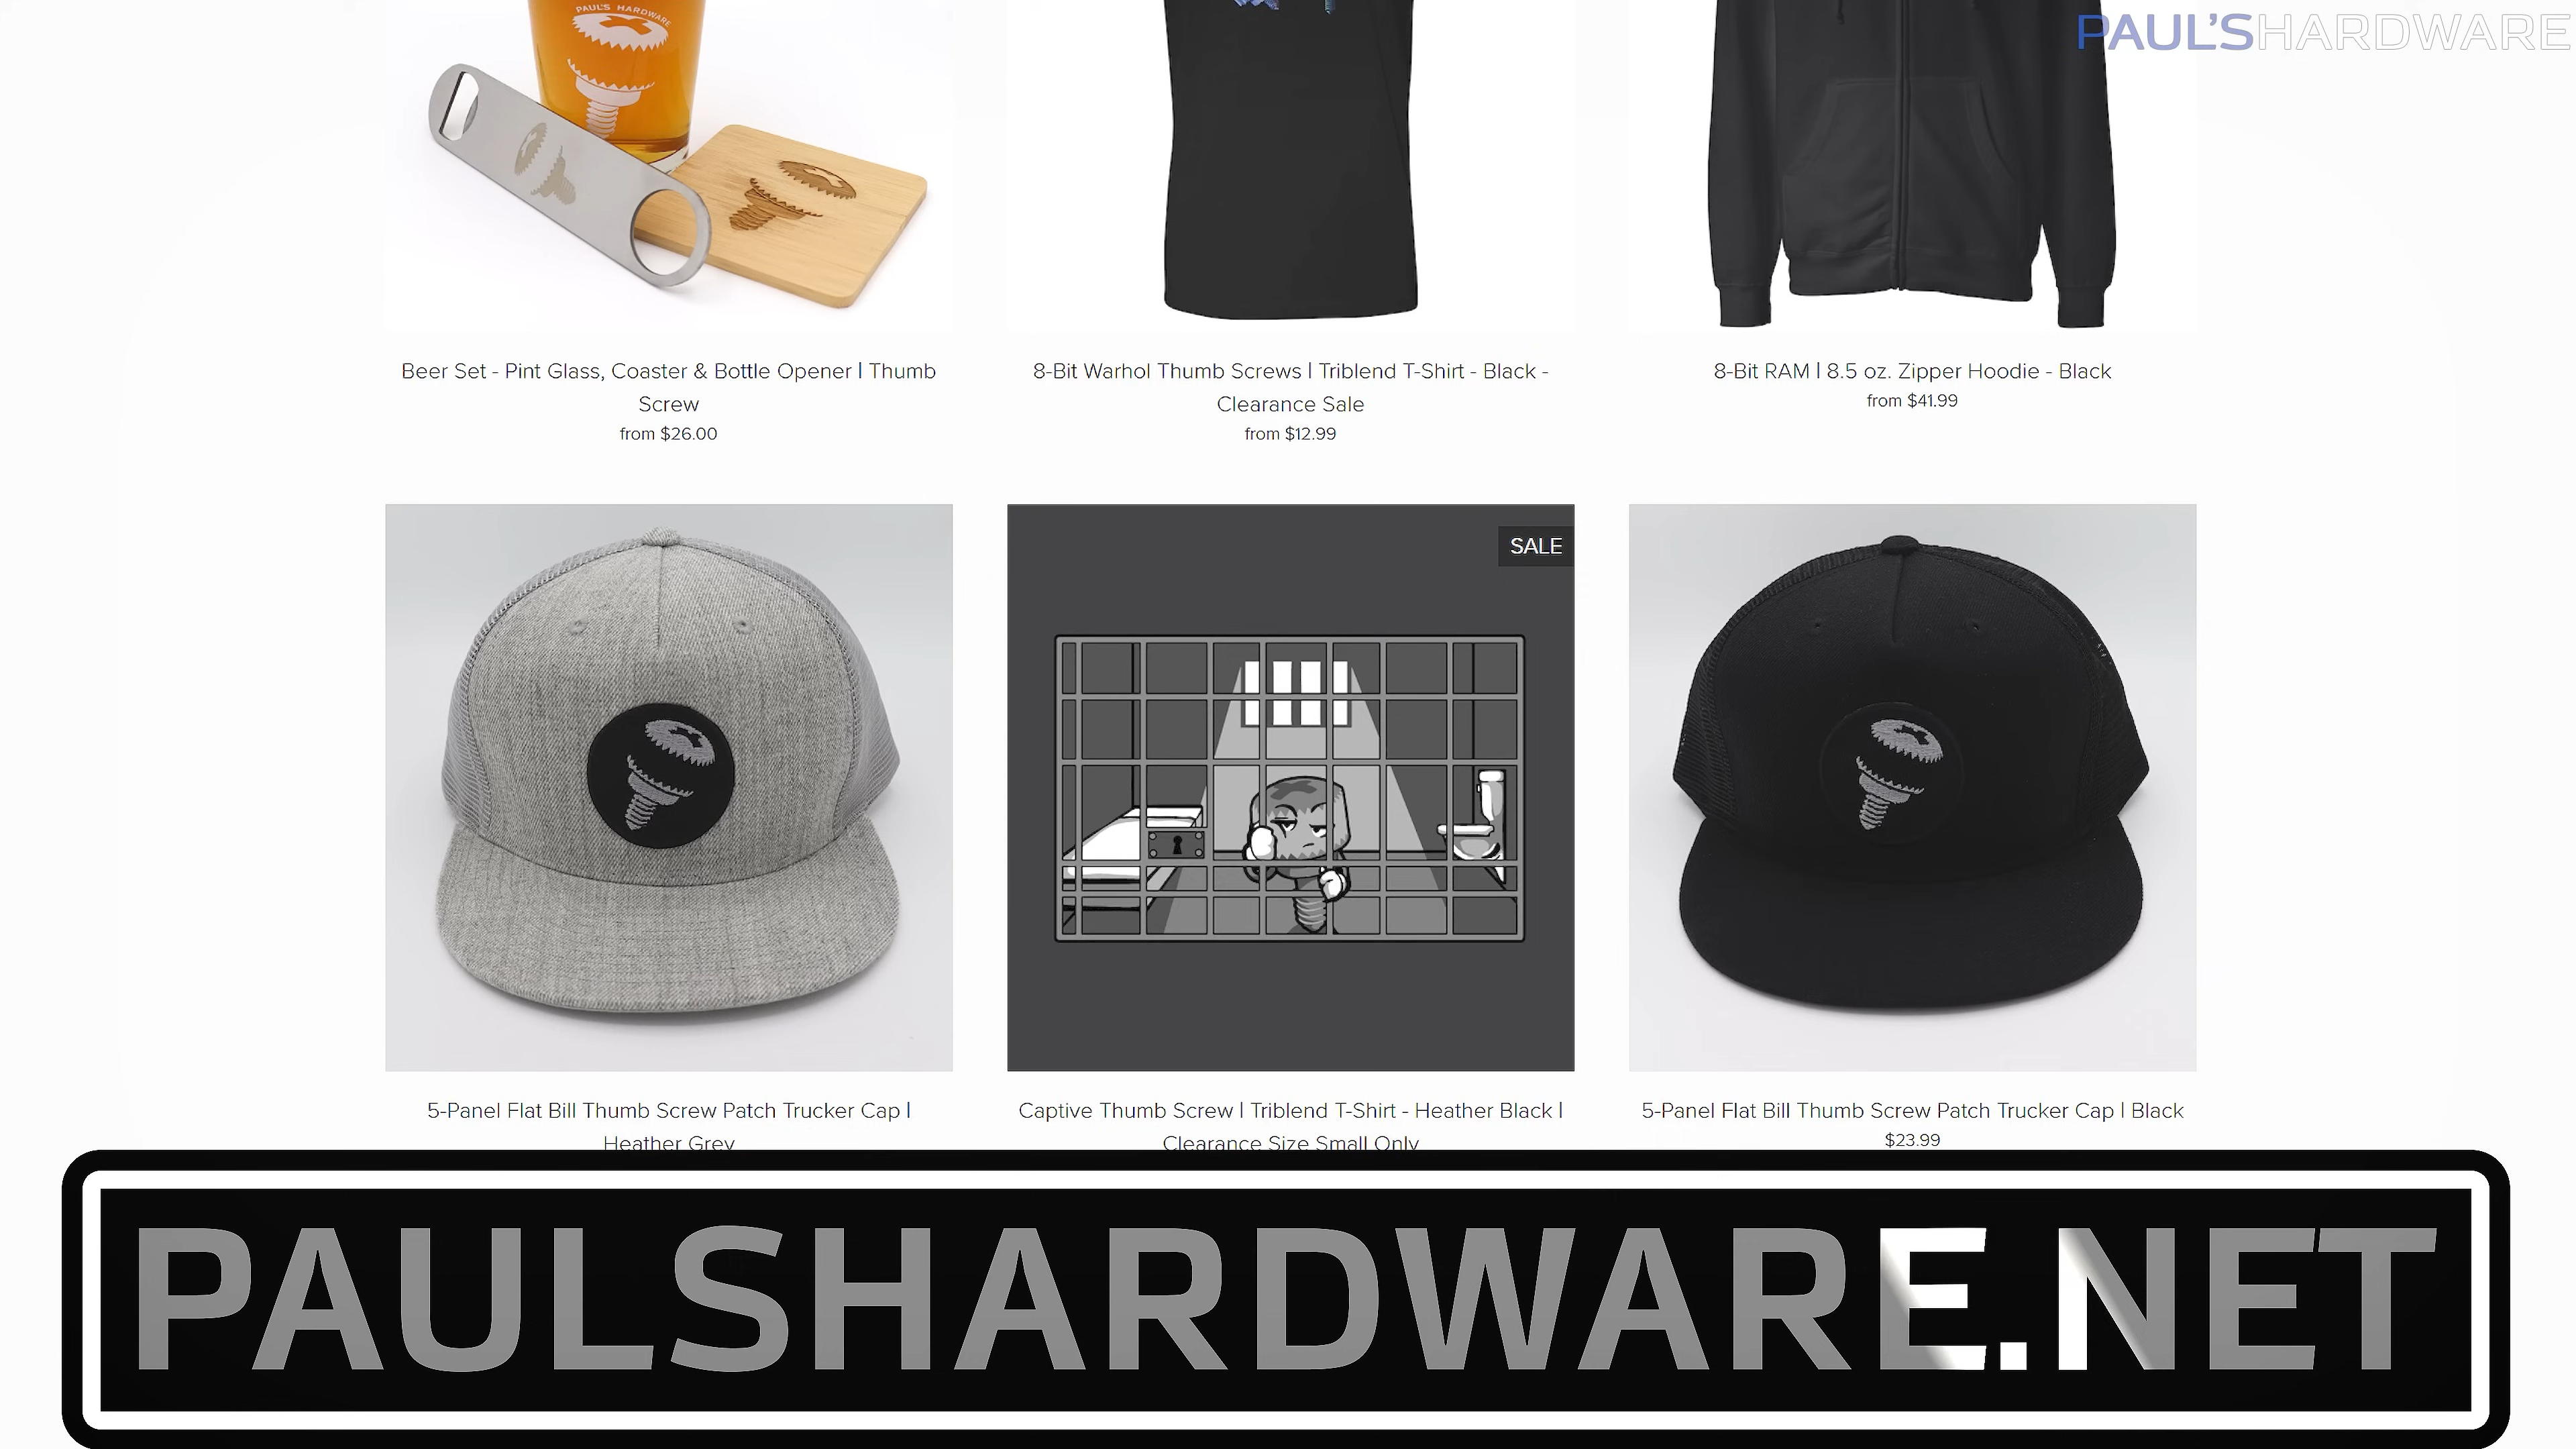 PAUL'S HARDWARE
PAUL'SHARDWARE
Beer Set - Pint Glass, Coaster & Bottle Opener | Thumb
Screw
from $26.00
8-Bit Warhol Thumb Screws | Triblend T-Shirt - Black -
Clearance Sale
from $12.99
8-Bit RAM | 8.5 oz. Zipper Hoodie - Black
from $41.99
SALE
5-Panel Flat Bill Thumb Screw Patch Trucker Cap |
Heather Grey
Captive Thumb Screw | Triblend T-Shirt - Heather Black |
Clearance Size Small Only
5-Panel Flat Bill Thumb Screw Patch Trucker Cap | Black
$23.99
PAULSHARDWARE.NET